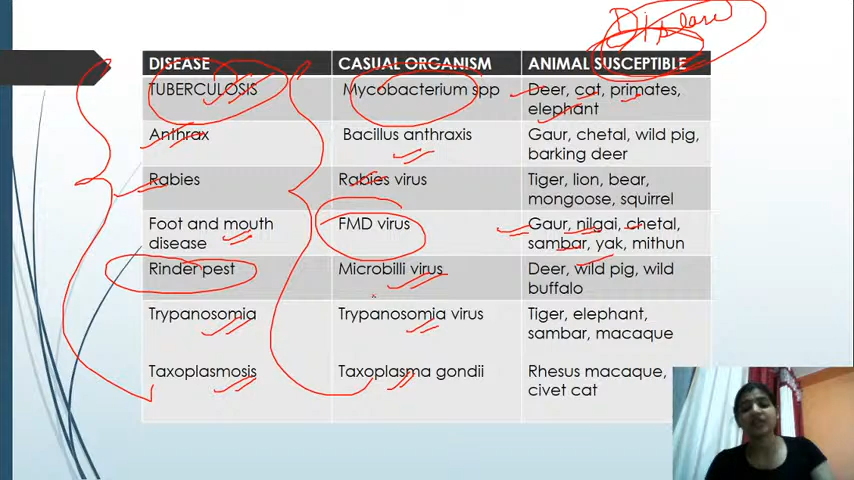 Disease
DISEASE CASUAL ORGANISM ANIMAL SUSCEPTIBLE
TUBERCULOSIS Mycobacterium spp Deer, cat, primates,
elephant
Anthrax Bacillus anthraxis Gaur, chetal, wild pig,
barking deer
Rabies Rabies virus Tiger, lion, bear,
mongoose, squirrel
Foot and mouth FMD virus Gaur, nilgai, chetal,
disease sambar, yak, mithun
Rinder pest Microbilli virus Deer, wild pig, wild
buffalo
Trypanosomia Trypanosomia virus Tiger, elephant,
sambar, macaque
Taxoplasmosis Taxoplasma gondii Rhesus macaque,
civet cat